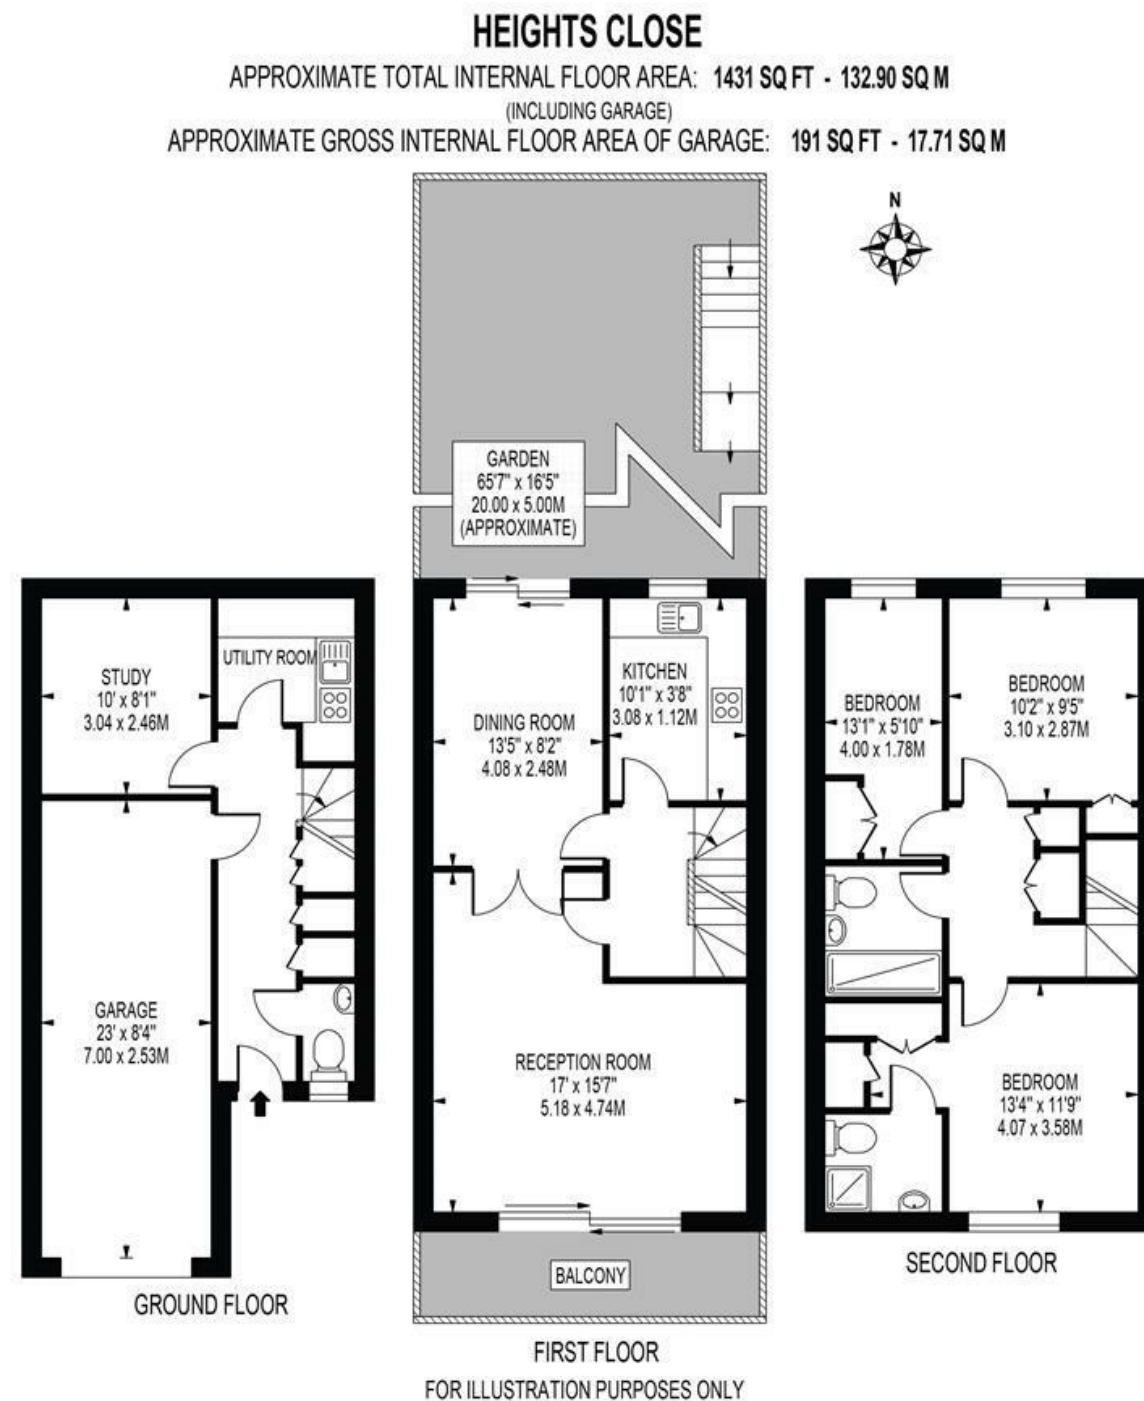 HEIGHTS CLOSE
APPROXIMATE TOTAL INTERNAL FLOOR AREA: 1431 SQ FT - 132.90 SQ M
(INCLUDING GARAGE)
APPROXIMATE GROSS INTERNAL FLOOR AREA OF GARAGE: 191 SQ FT - 17.71 SQ M
N
GARDEN
65'7" x 16'5"
20.00 x 5.00M
(APPROXIMATE)
STUDY
10' x 8'1"
3.04 x 2.46M
UTILITY ROOM
GARAGE
23' x 8'4"
7.00 x 2.53M
GROUND FLOOR
DINING ROOM
13'5" x 8'2"
4.08 x 2.48M
KITCHEN
10'1" x 3'8"
3.08 x 1.12M
RECEPTION ROOM
17' x 15'7"
5.18 x 4.74M
BALCONY
FIRST FLOOR
BEDROOM
13'1" x 5'10"
4.00 x 1.78M
BEDROOM
10'2" x 9'5"
3.10 x 2.87M
BEDROOM
13'4" x 11'9"
4.07 x 3.58M
SECOND FLOOR
FOR ILLUSTRATION PURPOSES ONLY